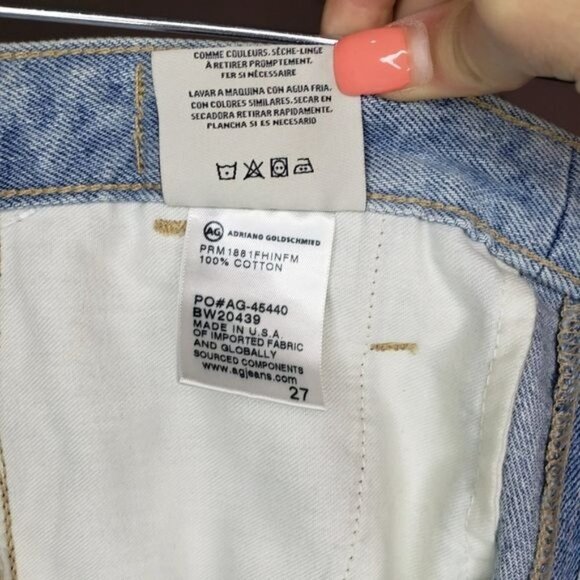 COMME COULEURS. SÈCHE-LINGE
À RETIRER PROMPTEMENT.
FER SI NÉCESSAIRE
LAVAR A MAQUINA CON AGUA FRIA,
CON COLORES SIMILARES. SECAR EN
SECADORA RETIRAR RAPIDAMENTE.
PLANCHA SI ES NECESARIO
AG ADRIANO GOLDSCHMIED
PRM1881FHINFM
100% COTTON
PO#AG-45440
BW20439
MADE IN U.S.A.
OF IMPORTED FABRIC
AND GLOBALLY
SOURCED COMPONENTS
www.agjeans.com
27